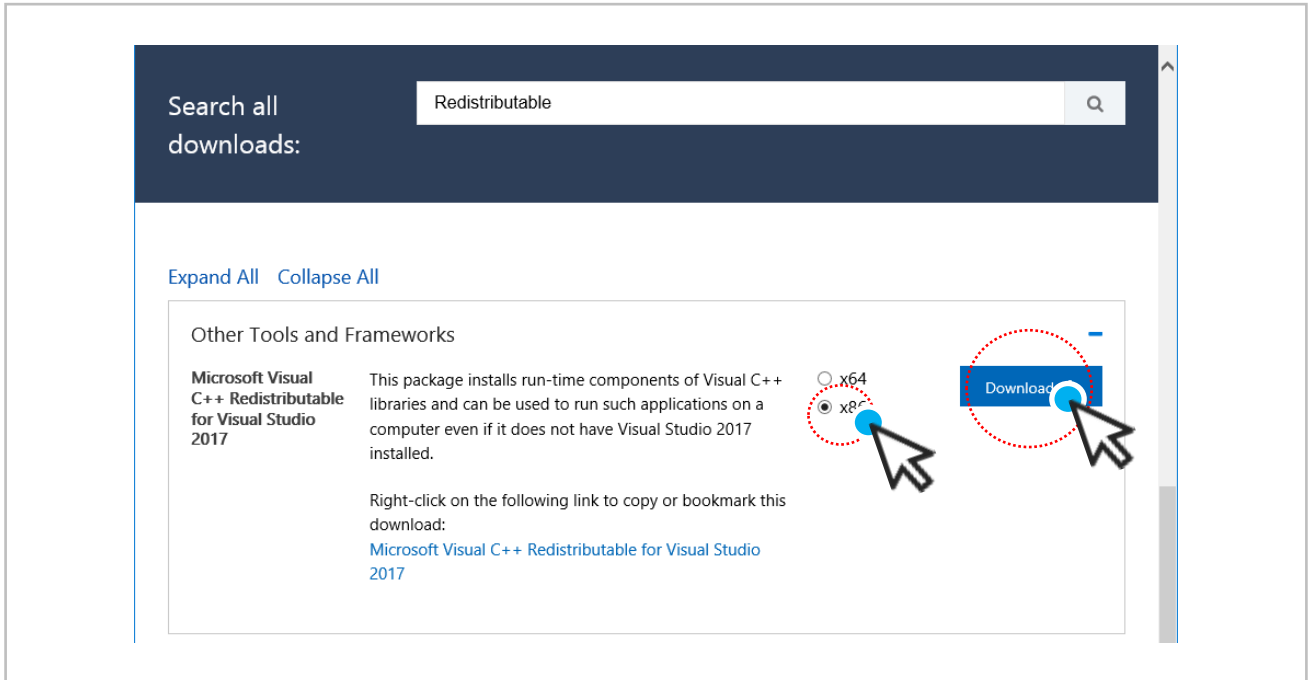 Search all
downloads:
Redistributable
Expand All Collapse All
Other Tools and Frameworks
Microsoft Visual
C++ Redistributable
for Visual Studio
2017
This package installs run-time components of Visual C++
libraries and can be used to run such applications on a
computer even if it does not have Visual Studio 2017
installed.
Right-click on the following link to copy or bookmark this
download:
Microsoft Visual C++ Redistributable for Visual Studio
2017
x64
x86
Download